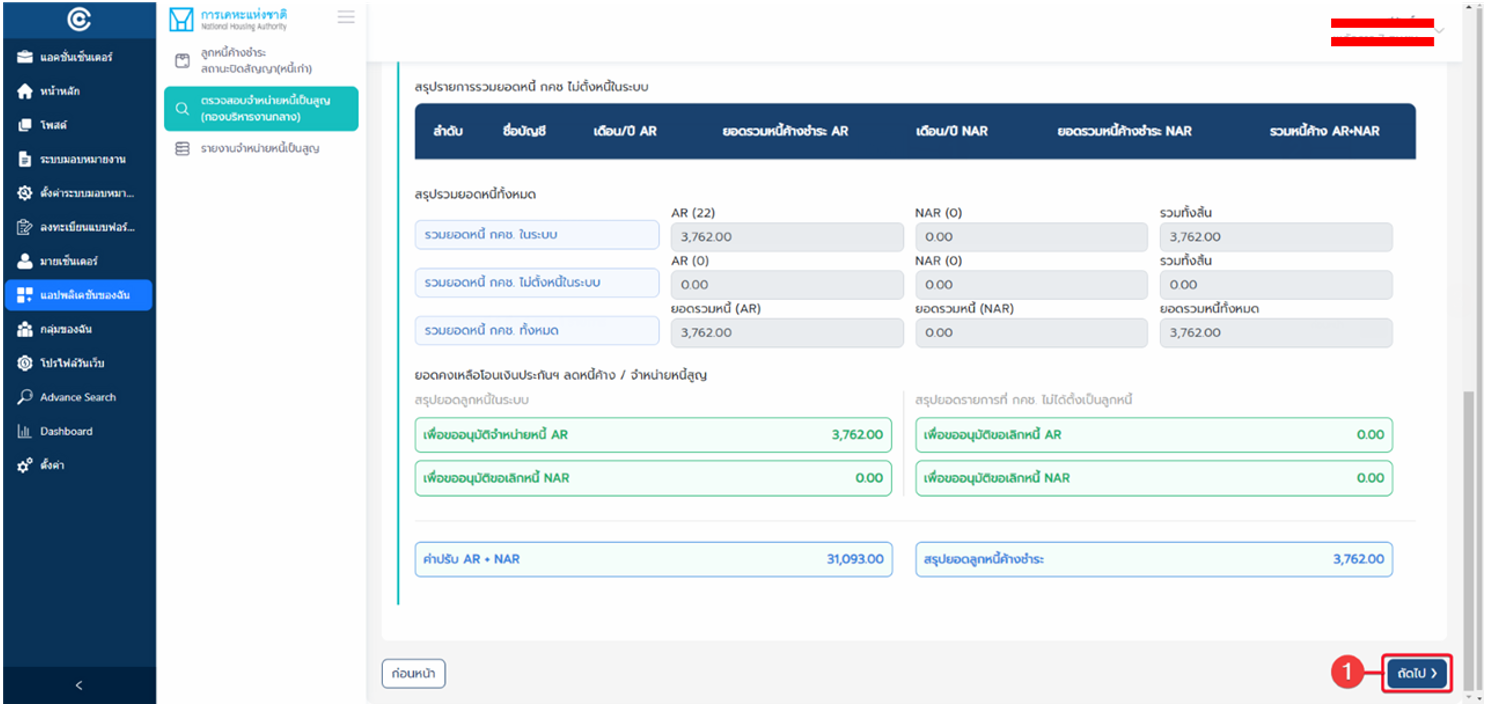 การเคหะแห่งชาติ
National Housing Authority
แอคชั่นเซ็นเตอร์
หน้าหลัก
โพสต์
ระบบมอบหมายงาน
ตั้งค่าระบบมอบหมา...
ลงทะเบียนแบบฟอร์...
มายเซ็นเตอร์
แอปพลิเคชันของฉัน
กลุ่มของฉัน
โปรไฟล์วันเว็บ
Advance Search
Dashboard
ตั้งค่า
<
ลูกหนี้ค้างชำระ
สถานะปิดสัญญา(หนี้เก่า)
ตรวจสอบจำหน่ายหนี้เป็นสูญ
(กองบริหารงานกลาง)
รายงานจำหน่ายหนี้เป็นสูญ
สรุปรายการรวมยอดหนี้ กคช ไม่ตั้งหนี้ในระบบ
ลำดับ ชื่อบัญชี เดือน/ปี AR ยอดรวมหนี้ค้างชำระ AR เดือน/ปี NAR ยอดรวมหนี้ค้างชำระ NAR รวมหนี้ค้าง AR+NAR
สรุปรวมยอดหนี้ทั้งหมด
AR (22) NAR (0) รวมทั้งสิ้น
รวมยอดหนี้ กคช. ในระบบ 3,762.00 0.00 3,762.00
AR (0) NAR (0) รวมทั้งสิ้น
รวมยอดหนี้ กคช. ไม่ตั้งหนี้ในระบบ 0.00 0.00 0.00
ยอดรวมหนี้ (AR) ยอดรวมหนี้ (NAR) ยอดรวมหนี้ทั้งหมด
รวมยอดหนี้ กคช. ทั้งหมด 3,762.00 0.00 3,762.00
ยอดคงเหลือโอนเงินประกันฯ ลดหนี้ค้าง / จำหน่ายหนี้สูญ
สรุปยอดลูกหนี้ในระบบ สรุปยอดรายการที่ กคช. ไม่ได้ตั้งเป็นลูกหนี้
เพื่อขออนุมัติจำหน่ายหนี้ AR 3,762.00 เพื่อขออนุมัติขอเลิกหนี้ AR 0.00
เพื่อขออนุมัติขอเลิกหนี้ NAR 0.00 เพื่อขออนุมัติขอเลิกหนี้ NAR 0.00
ค่าปรับ AR + NAR 31,093.00 สรุปยอดลูกหนี้ค้างชำระ 3,762.00
ก่อนหน้า 1 ถัดไป >